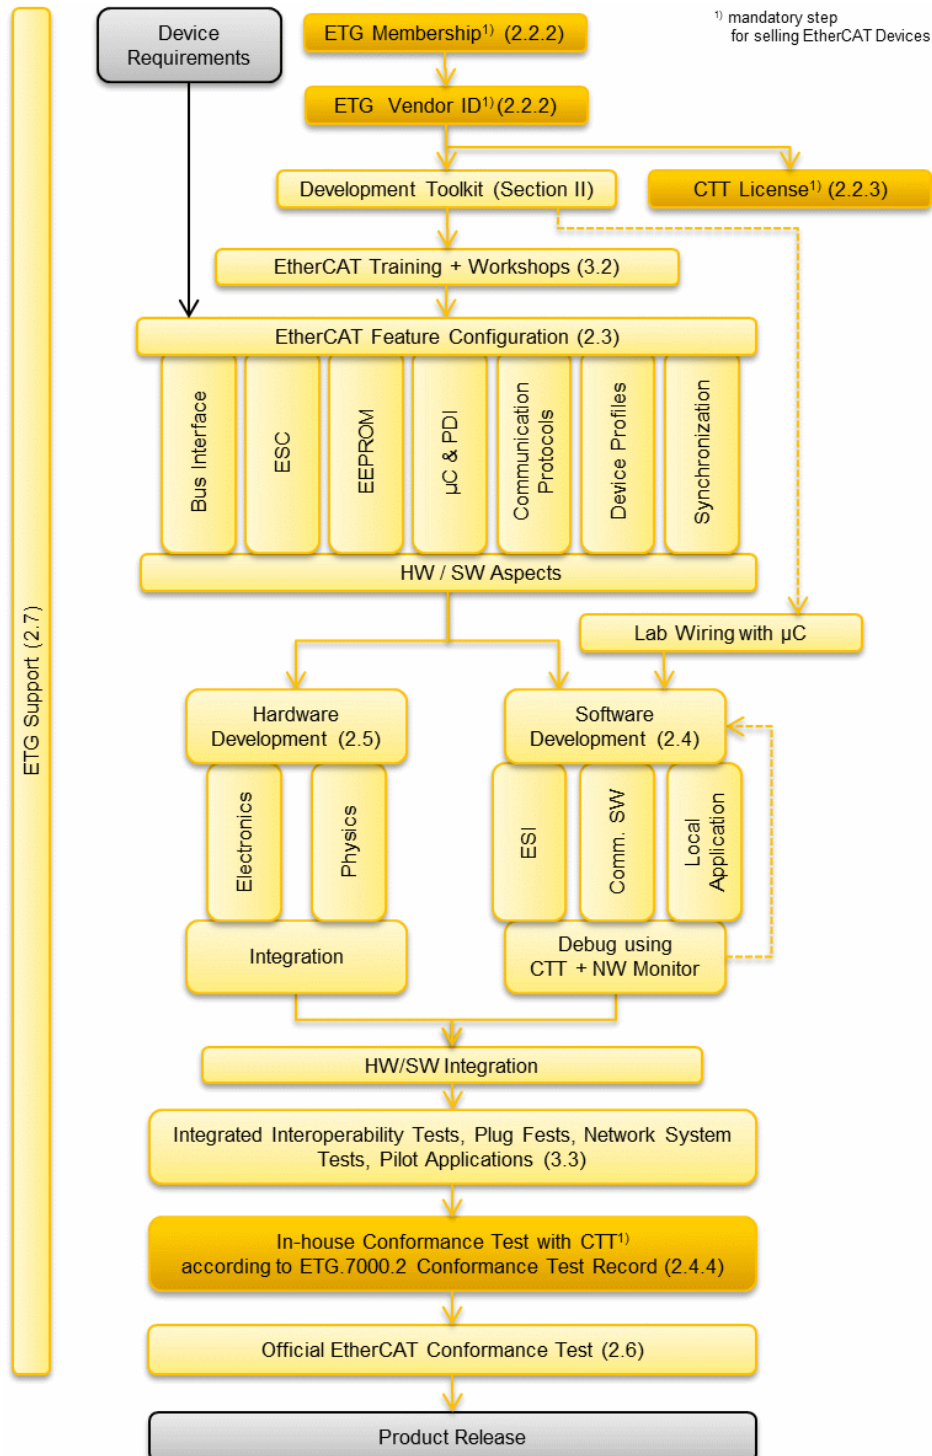 Device
Requirements
ETG Membership¹⁾ (2.2.2)
¹⁾ mandatory step
for selling EtherCAT Devices
ETG Vendor ID¹⁾ (2.2.2)
Development Toolkit (Section II)
CTT License¹⁾ (2.2.3)
EtherCAT Training + Workshops (3.2)
EtherCAT Feature Configuration (2.3)
Bus Interface
ESC
EEPROM
µC & PDI
Communication
Protocols
Device Profiles
Synchronization
HW / SW Aspects
Lab Wiring with µC
ETG Support (2.7)
Hardware
Development (2.5)
Software
Development (2.4)
Electronics
Physics
ESI
Comm. SW
Local
Application
Integration
Debug using
CTT + NW Monitor
HW/SW Integration
Integrated Interoperability Tests, Plug Fests, Network System
Tests, Pilot Applications (3.3)
In-house Conformance Test with CTT¹⁾
according to ETG.7000.2 Conformance Test Record (2.4.4)
Official EtherCAT Conformance Test (2.6)
Product Release